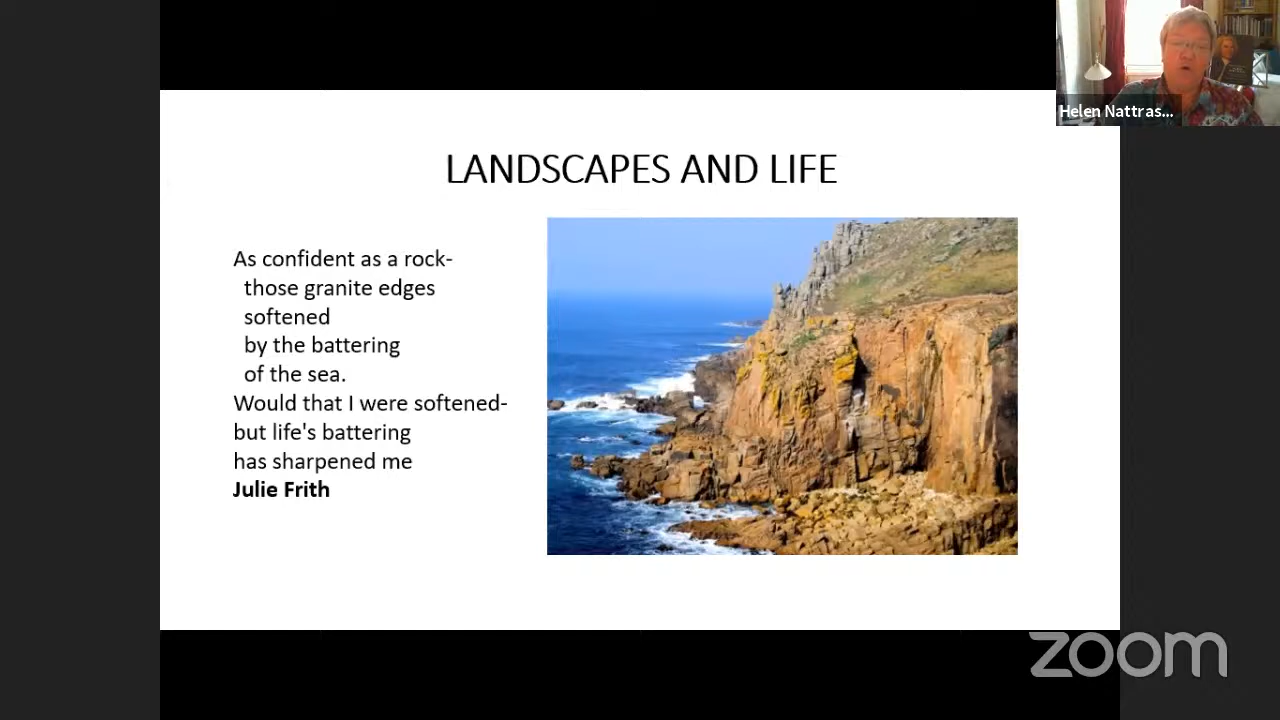 Helen Nattras...
LANDSCAPES AND LIFE
As confident as a rock-
those granite edges
softened
by the battering
of the sea.
Would that I were softened-
but life's battering
has sharpened me
Julie Frith
zoom